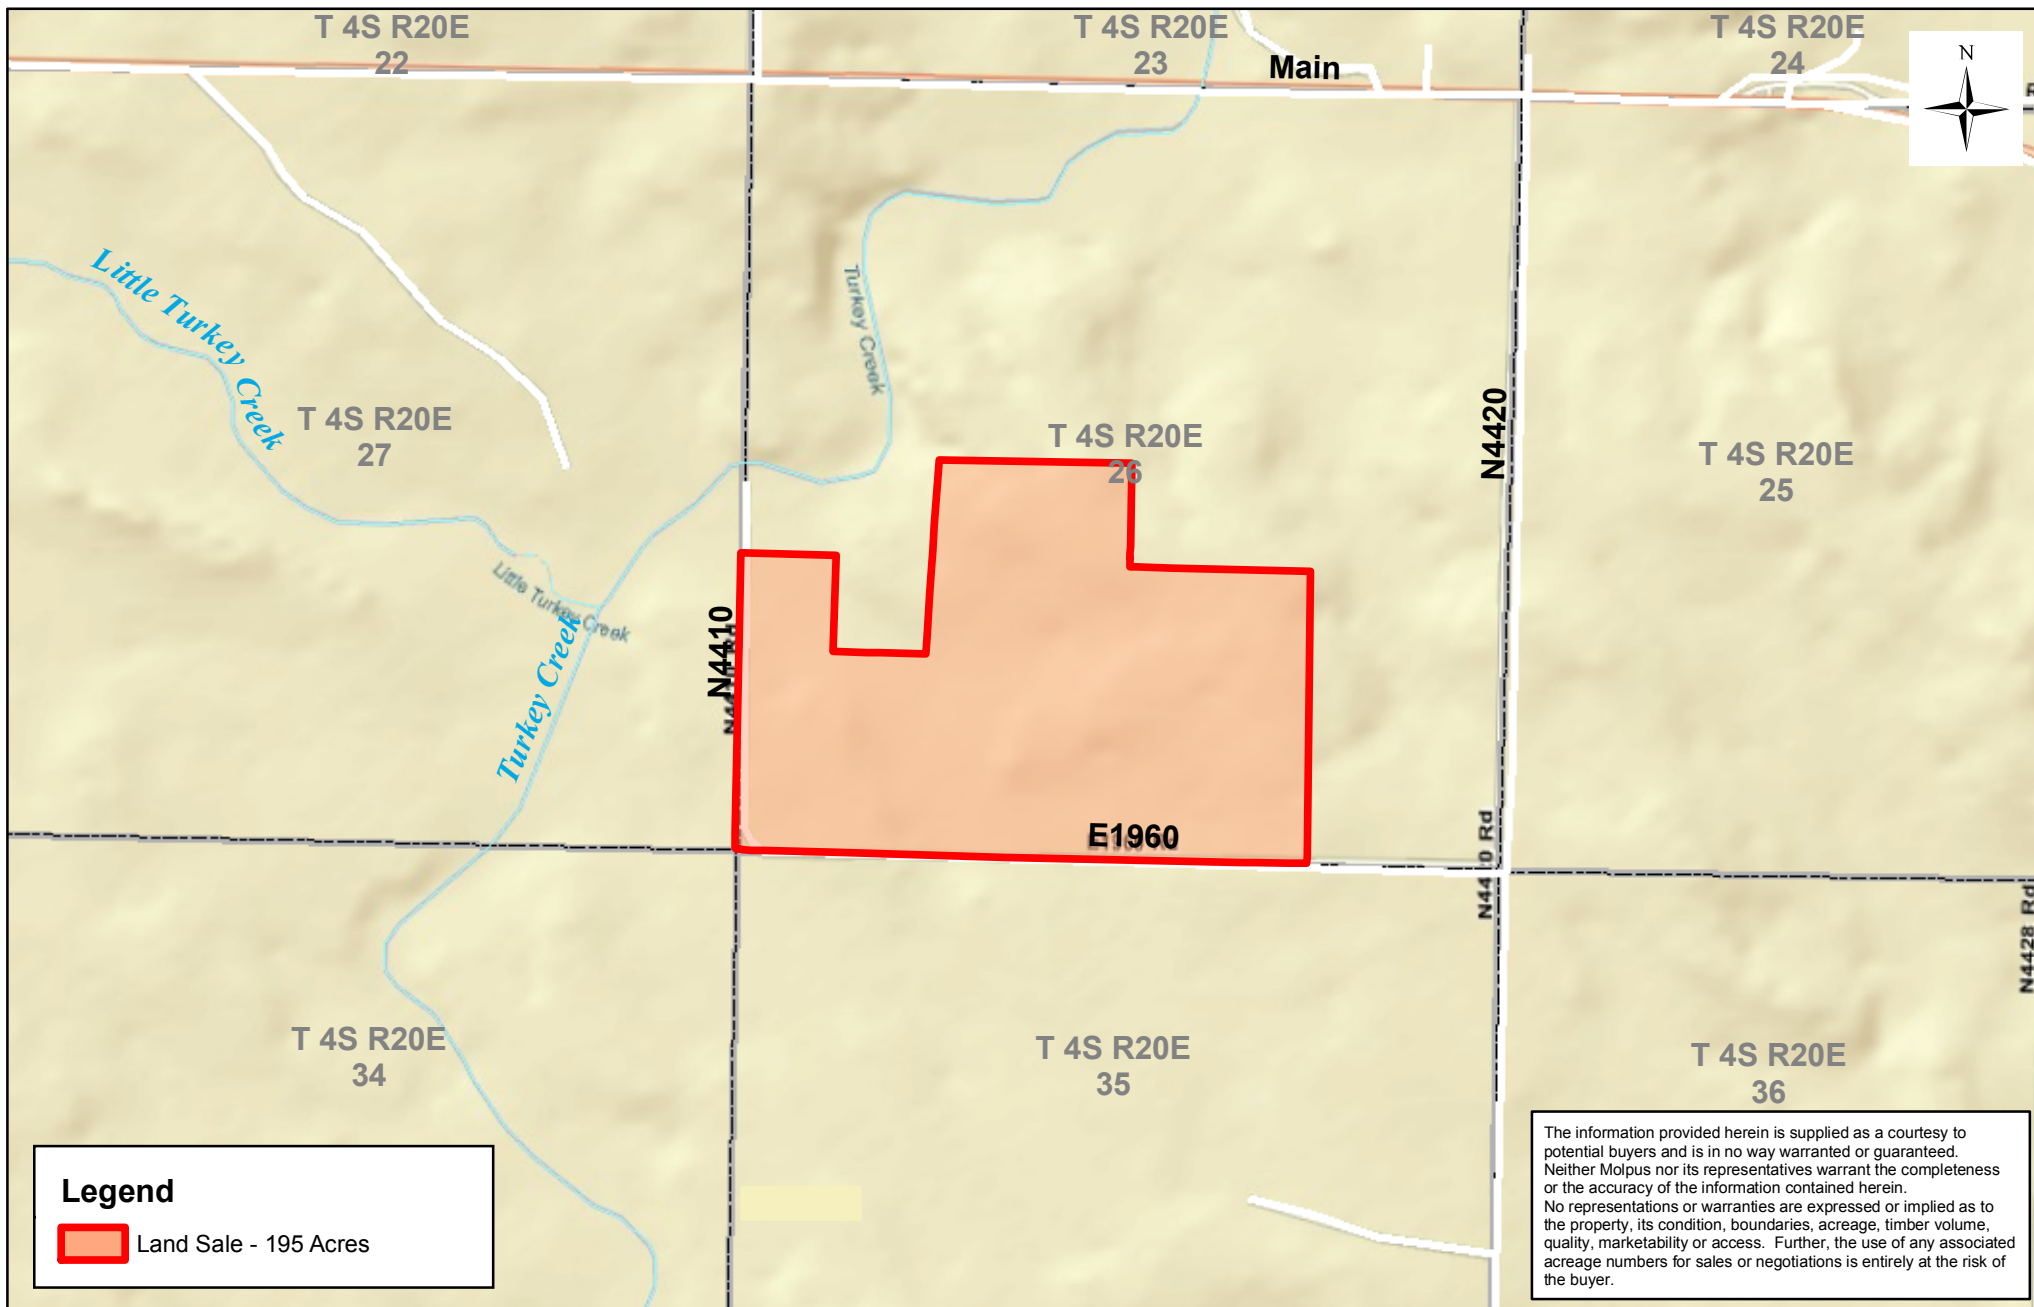 T 4S R20E
22
T 4S R20E
23
T 4S R20E
24
Main
N
R
Little Turkey Creek
Turkey Creek
T 4S R20E
27
T 4S R20E
26
N4420
T 4S R20E
25
Little Turkey Creek
Turkey Creek
N4410
E1960
N4428 Rd
T 4S R20E
34
T 4S R20E
35
T 4S R20E
36
Legend
Land Sale - 195 Acres
The information provided herein is supplied as a courtesy to
potential buyers and is in no way warranted or guaranteed.
Neither Molpus nor its representatives warrant the completeness
or the accuracy of the information contained herein.
No representations or warranties are expressed or implied as to
the property, its condition, boundaries, acreage, timber volume,
quality, marketability or access.  Further, the use of any associated
acreage numbers for sales or negotiations is entirely at the risk of
the buyer.